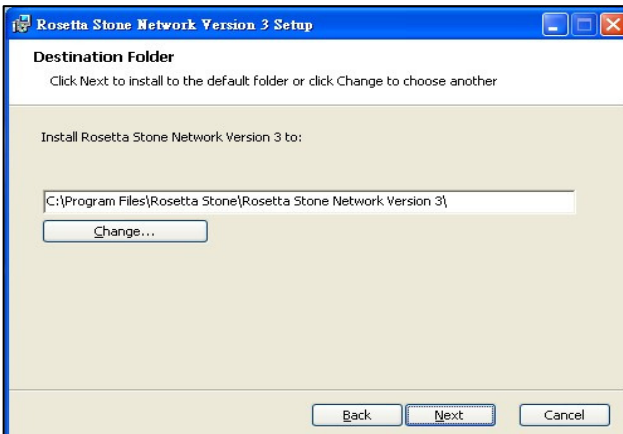 Rosetta Stone Network Version 3 Setup
Destination Folder
Click Next to install to the default folder or click Change to choose another
Install Rosetta Stone Network Version 3 to:
C:\Program Files\Rosetta Stone\Rosetta Stone Network Version 3\
Change...
Back Next Cancel